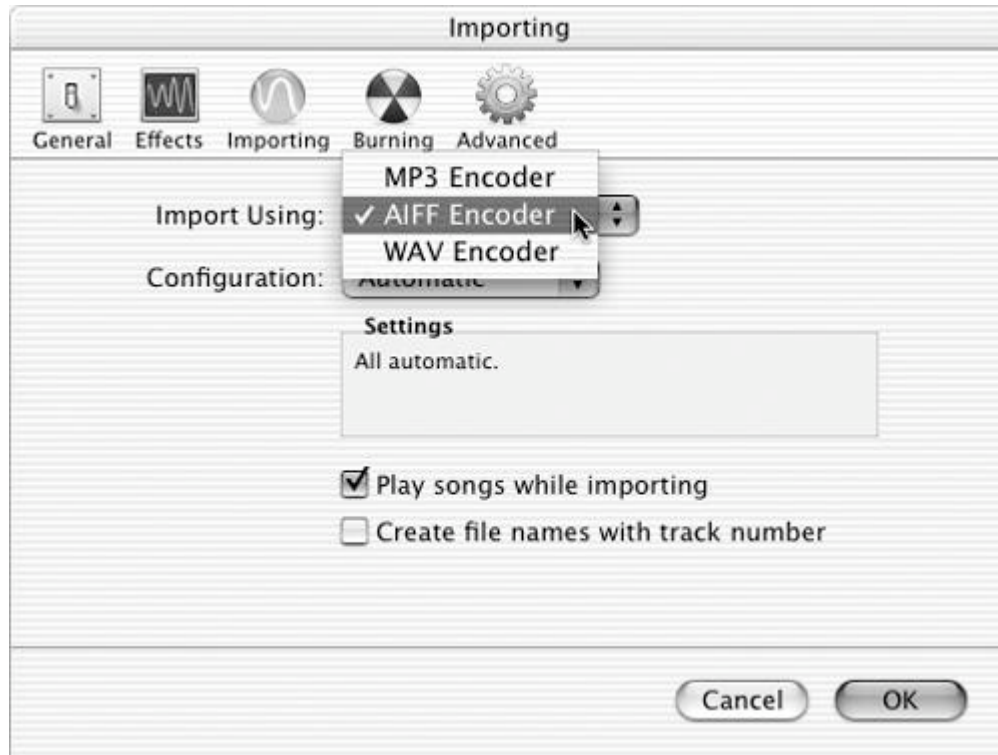 Importing
General Effects Importing Burning Advanced
MP3 Encoder
Import Using: ✓ AIFF Encoder
WAV Encoder
Configuration: Automatic
Settings
All automatic.
Play songs while importing
Create file names with track number
Cancel OK